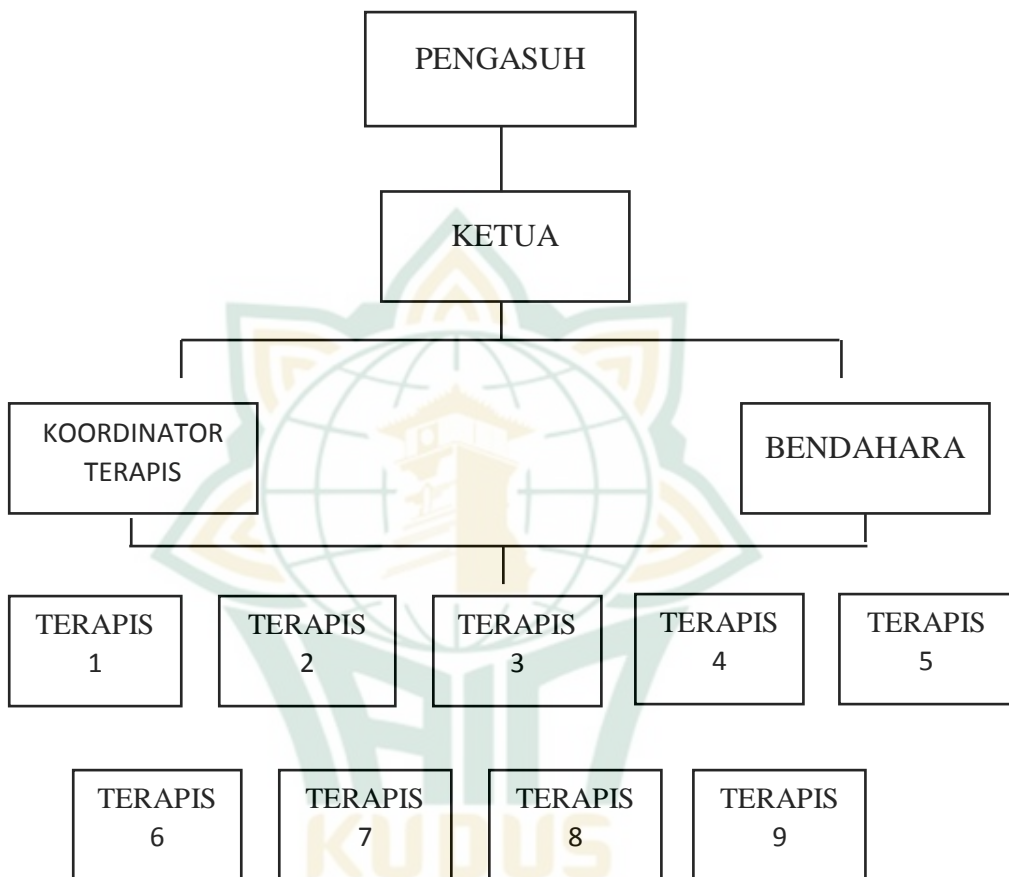 PENGASUH
KETUA
KOORDINATOR
TERAPIS
BENDAHARA
TERAPIS
1
TERAPIS
2
TERAPIS
3
TERAPIS
4
TERAPIS
5
TERAPIS
6
TERAPIS
7
TERAPIS
8
TERAPIS
9
KUDUS